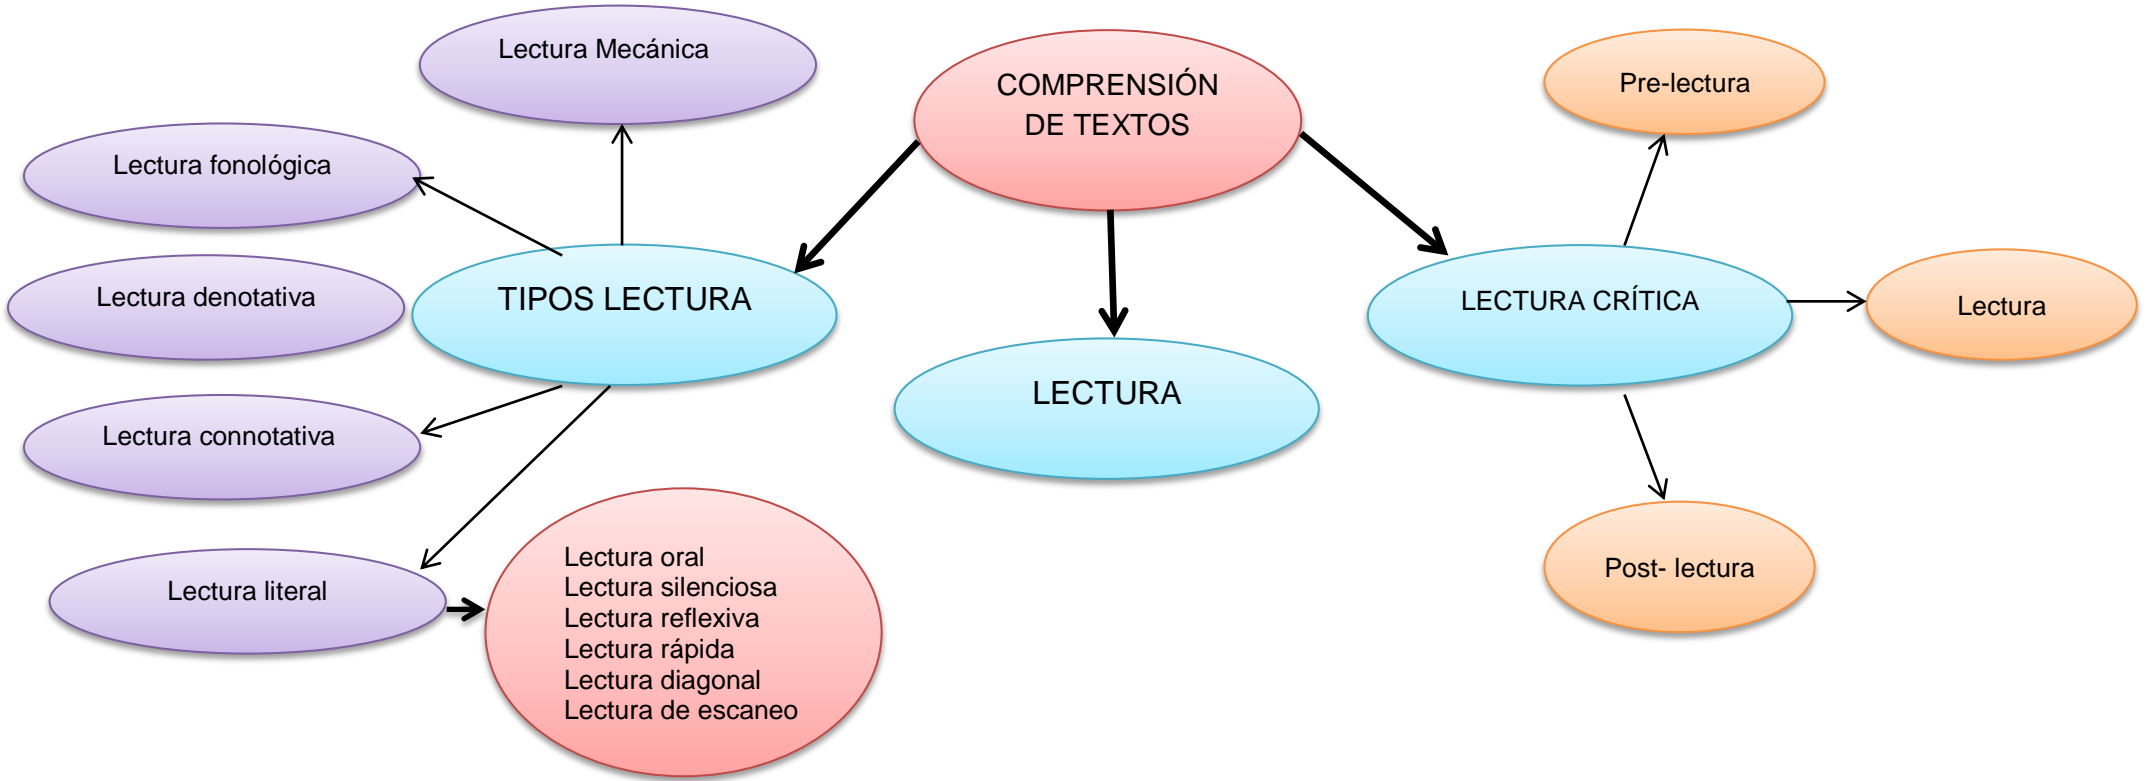 COMPRENSIÓN
DE TEXTOS
TIPOS LECTURA
Lectura Mecánica
Lectura fonológica
Lectura denotativa
Lectura connotativa
Lectura literal
Lectura oral
Lectura silenciosa
Lectura reflexiva
Lectura rápida
Lectura diagonal
Lectura de escaneo
LECTURA
LECTURA CRÍTICA
Pre-lectura
Lectura
Post- lectura